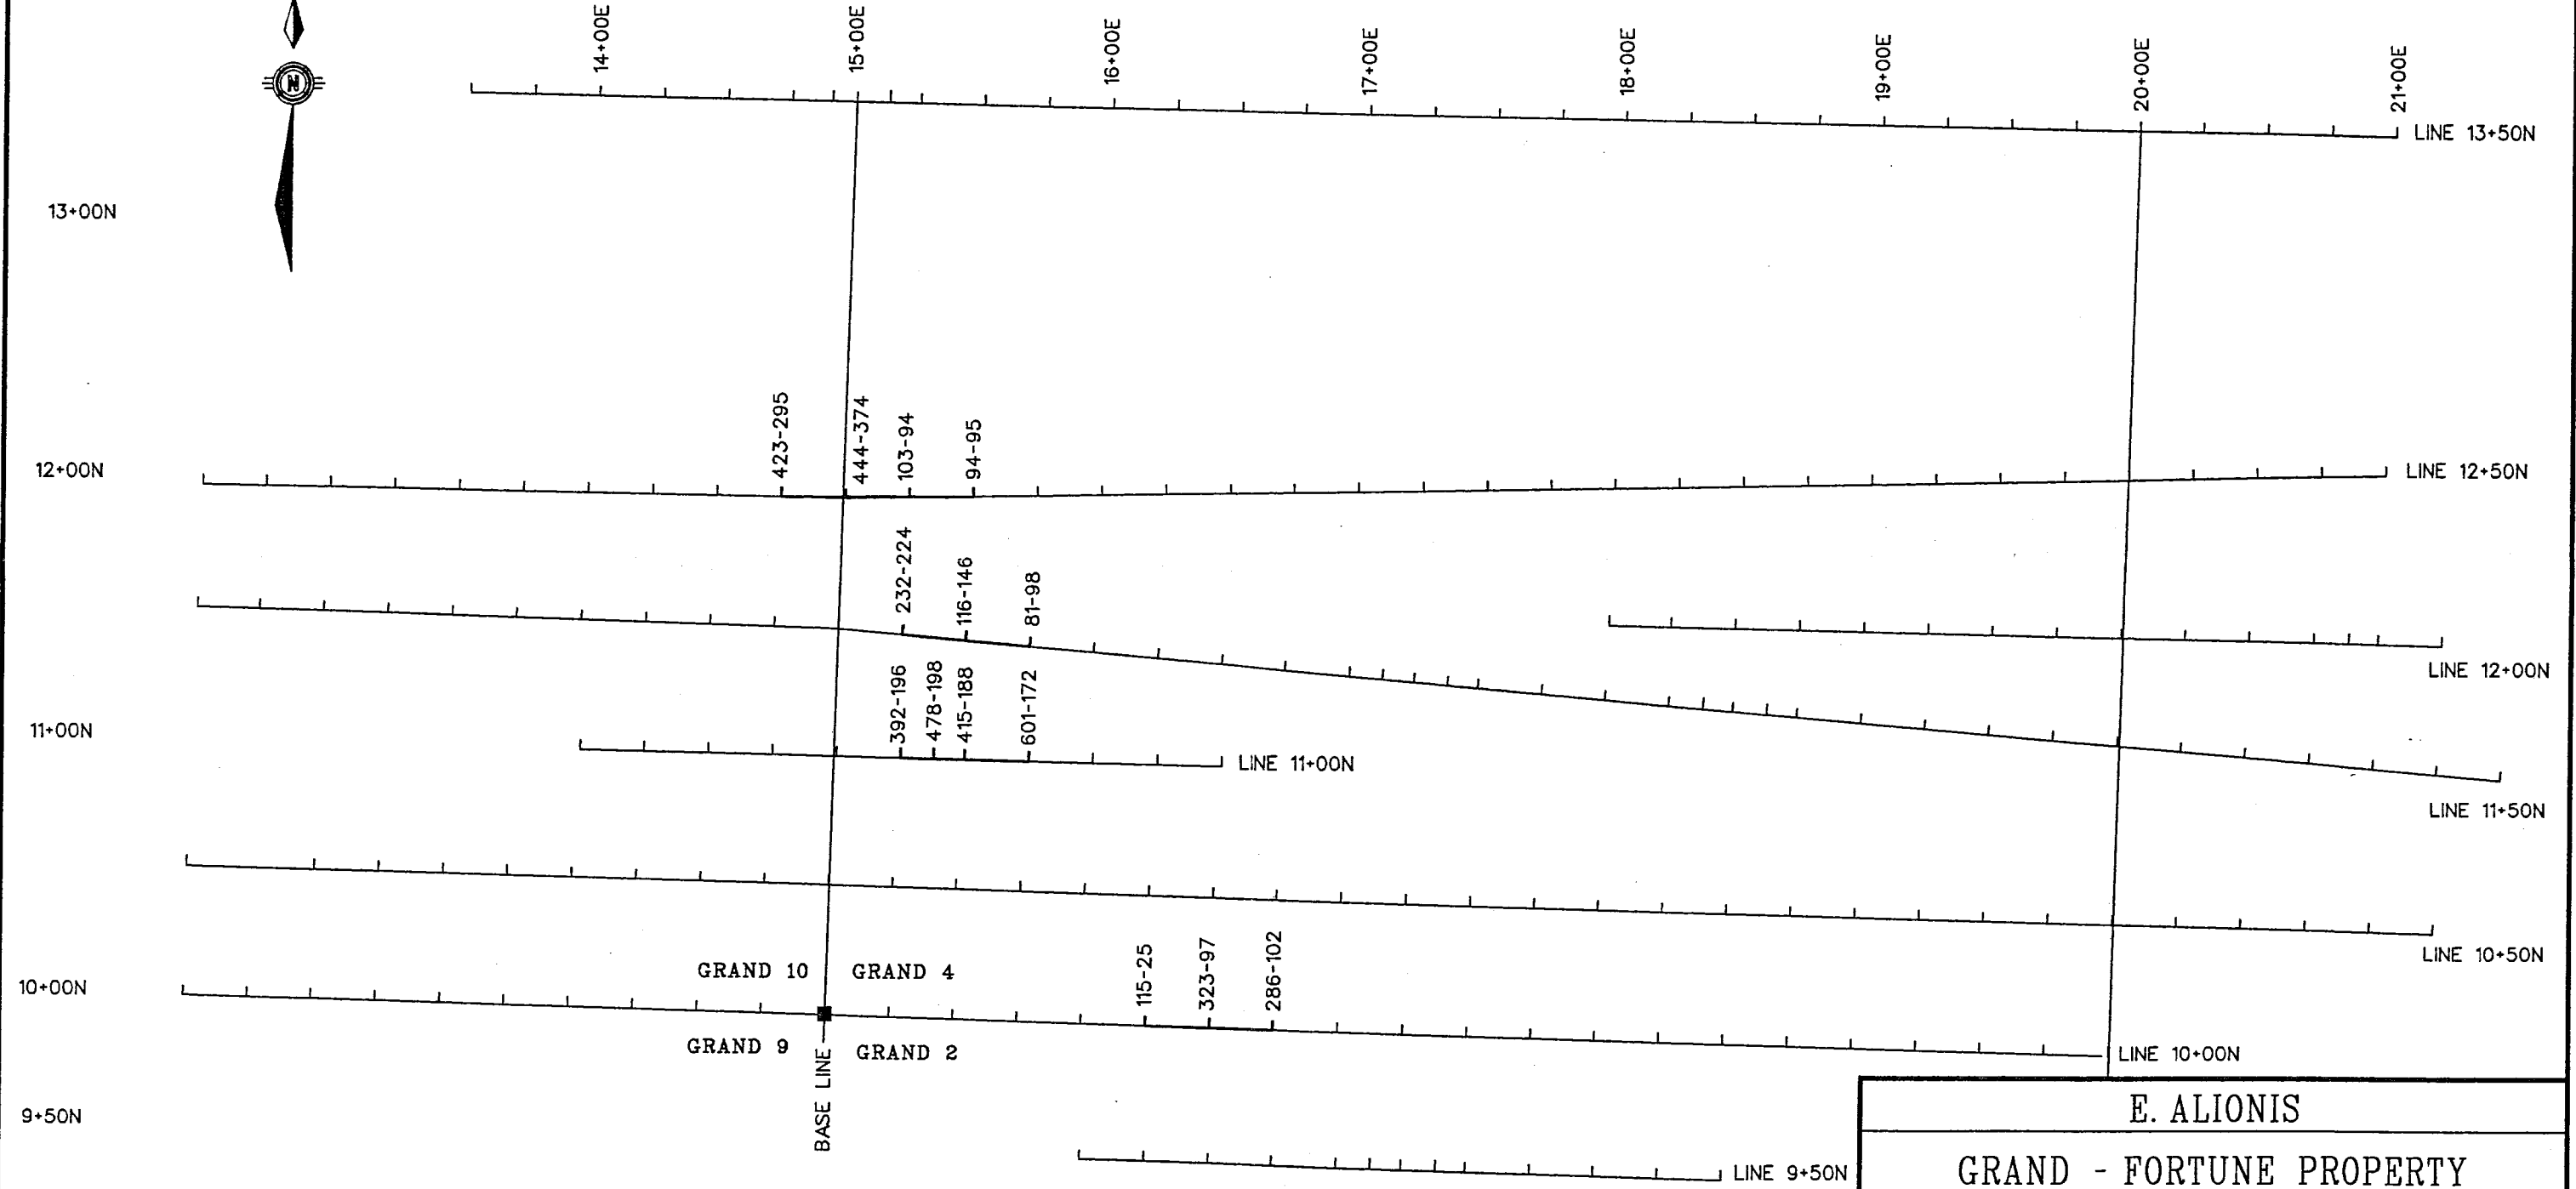 14+00E
15+00E
16+00E
17+00E
18+00E
19+00E
20+00E
21+00E
N
LINE 13+50N
13+00N
423-295
444-374
103-94
94-95
12+00N
LINE 12+50N
232-224
116-146
81-98
LINE 12+00N
392-196
478-198
415-188
601-172
11+00N
LINE 11+00N
LINE 11+50N
115-25
323-97
286-102
LINE 10+50N
GRAND 10
GRAND 4
10+00N
GRAND 9
GRAND 2
LINE 10+00N
BASE LINE
9+50N
LINE 9+50N
E. ALIONIS
GRAND - FORTUNE PROPERTY